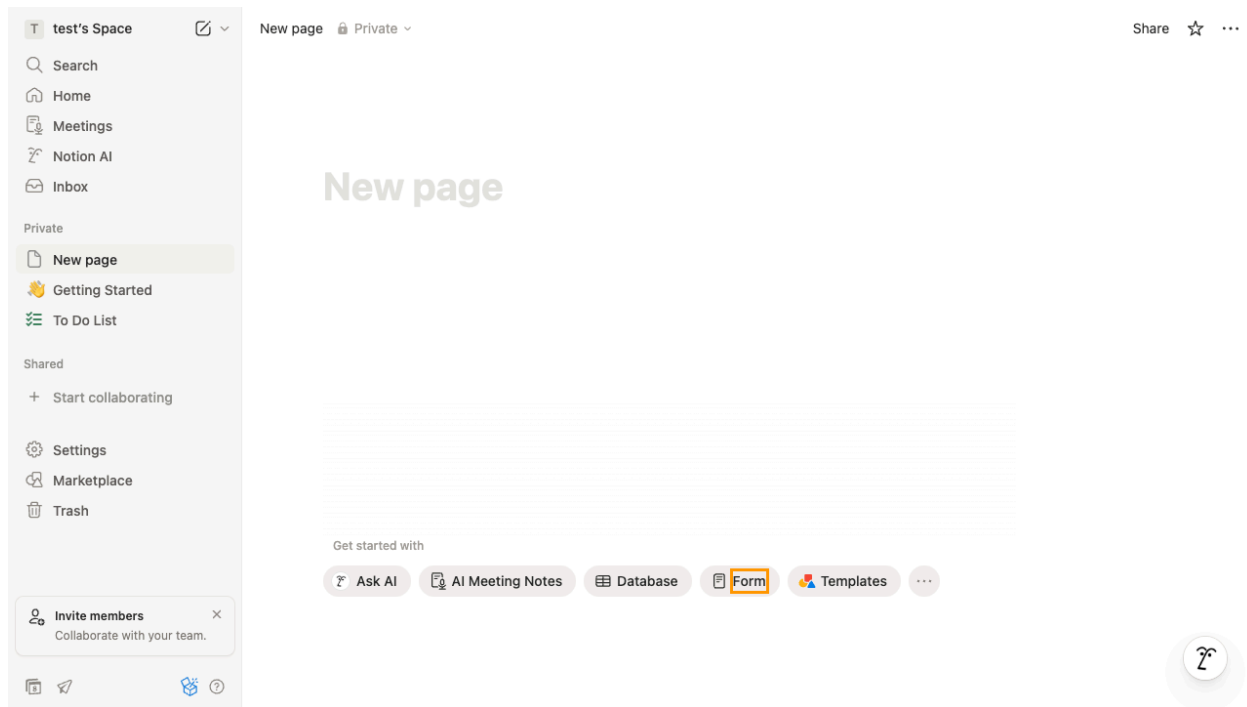 T test's Space
Search
Home
Meetings
Notion AI
Inbox
Private
New page
Getting Started
To Do List
Shared
+ Start collaborating
Settings
Marketplace
Trash
Invite members
Collaborate with your team.
New page Private
Share
New page
Get started with
Ask AI AI Meeting Notes Database Form Templates